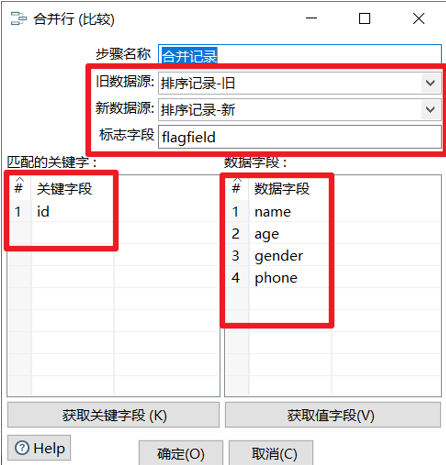 合并行 (比较)
步骤名称 合并记录
旧数据源: 排序记录-旧
新数据源: 排序记录-新
标志字段 flagfield
匹配的关键字: 数据字段:
# 关键字段 # 数据字段
1 id 1 name
2 age
3 gender
4 phone
获取关键字段 (K) 获取值字段(V)
Help 确定(O) 取消(C)